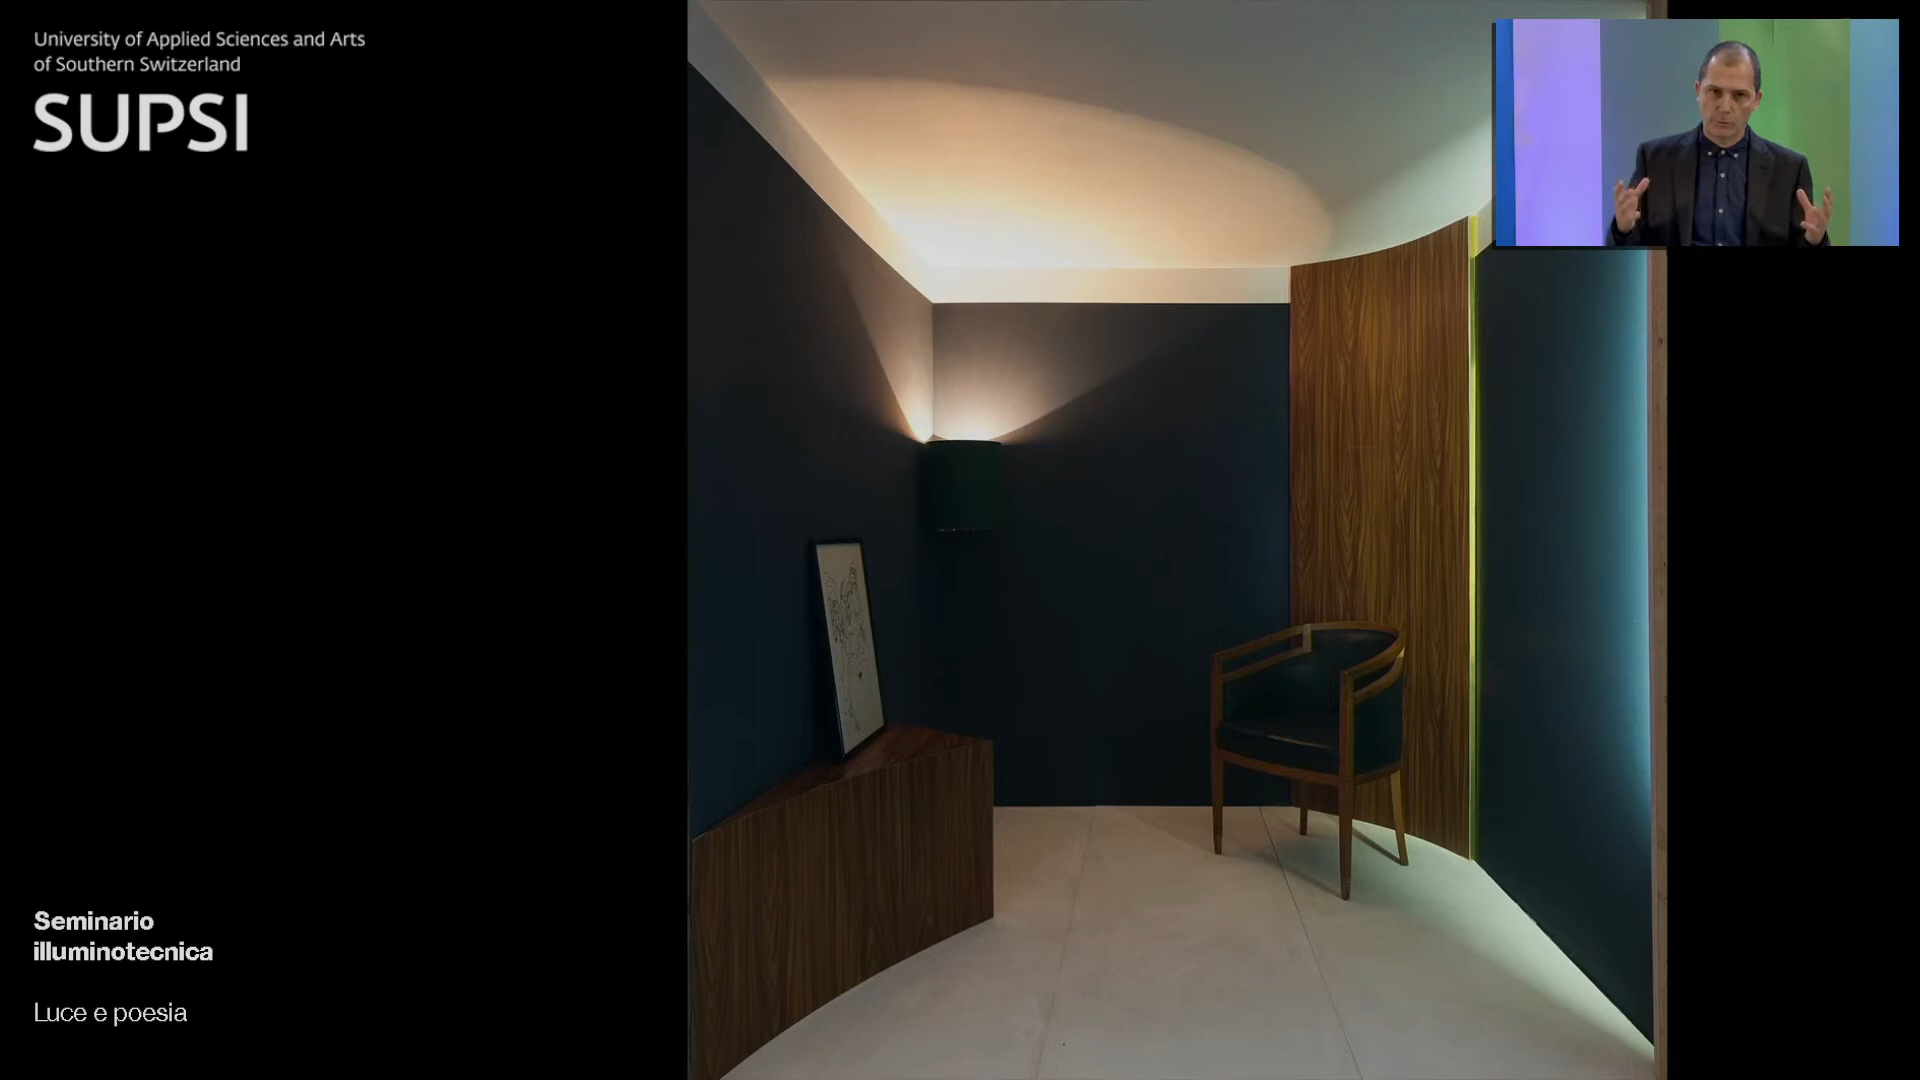 University of Applied Sciences and Arts
of Southern Switzerland
SUPSI
Seminario
illuminotecnica
Luce e poesia